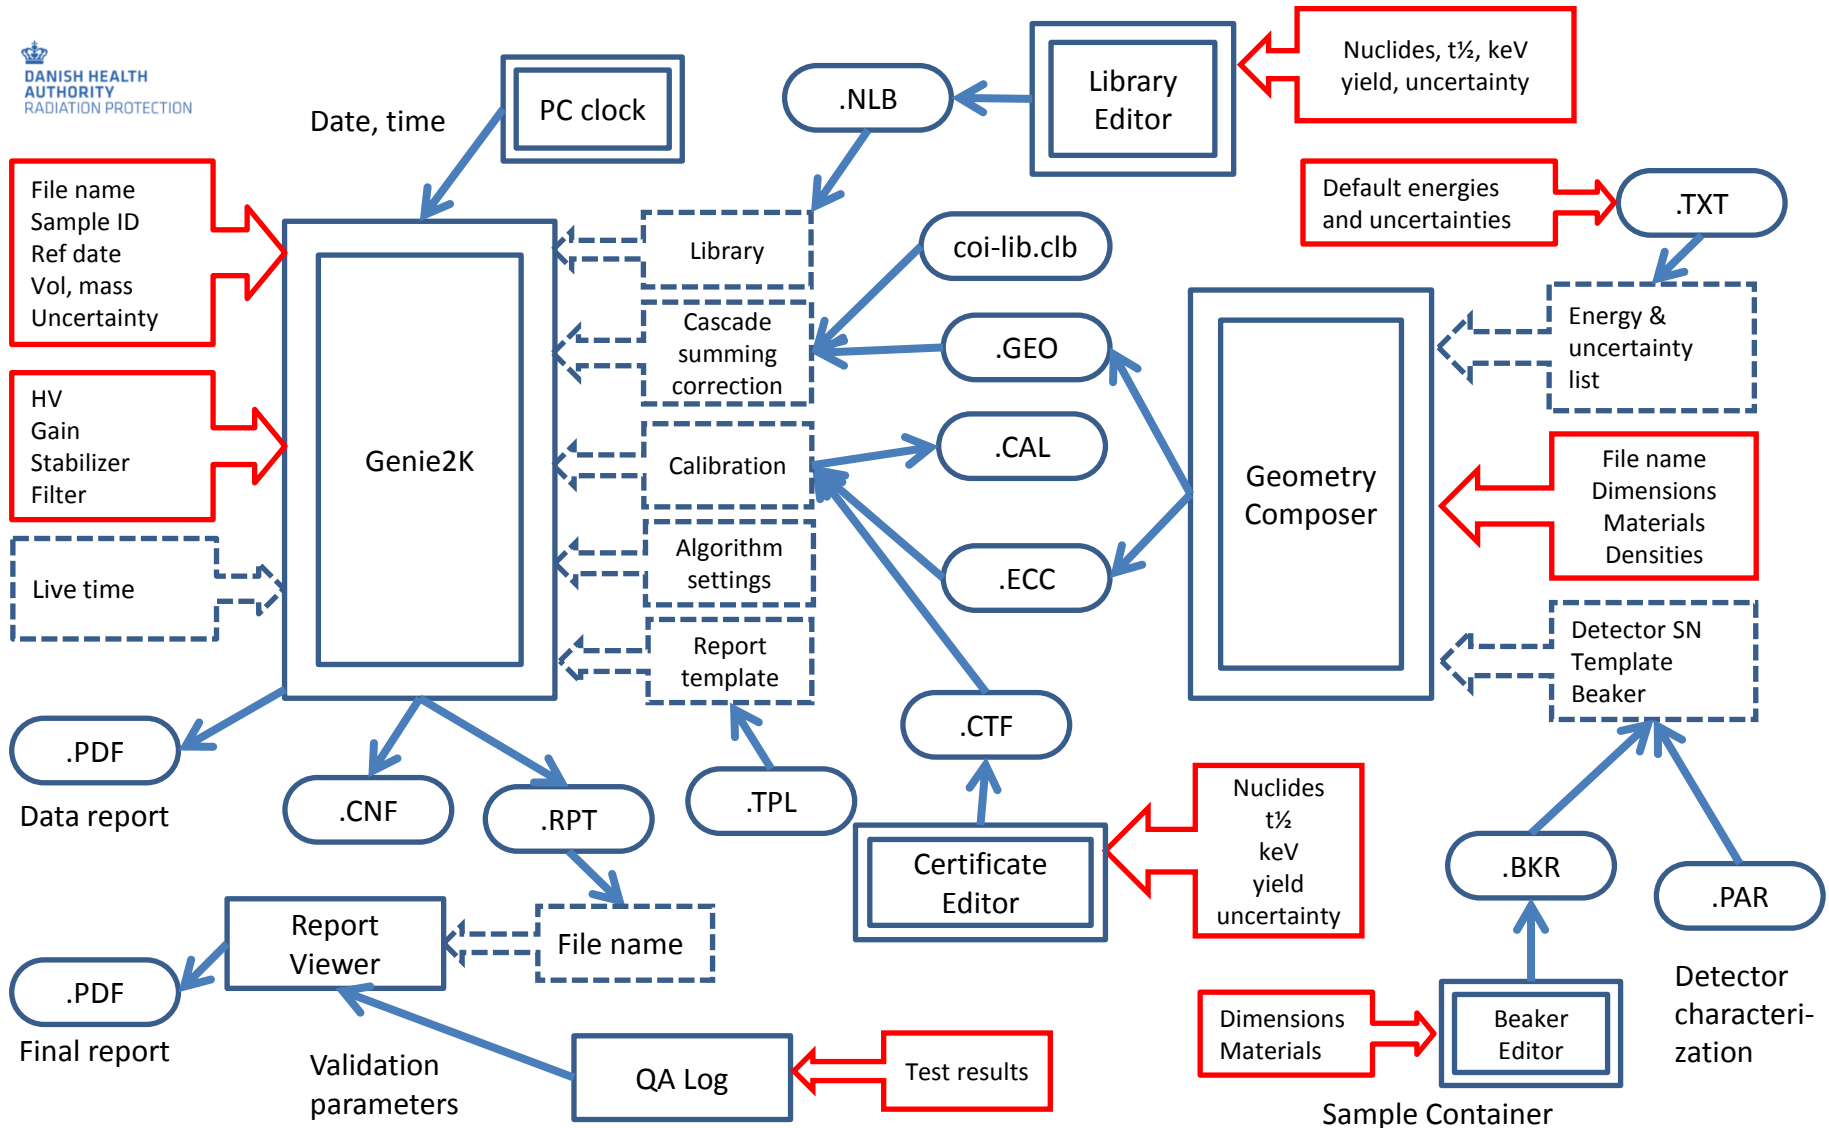 DANISH HEALTH
AUTHORITY
RADIATION PROTECTION
Date, time
PC clock
.NLB
Library
Editor
Nuclides, t½, keV
yield, uncertainty
File name
Sample ID
Ref date
Vol, mass
Uncertainty
Library
coi-lib.clb
Default energies
and uncertainties
.TXT
Cascade
summing
correction
.GEO
Energy &
uncertainty
list
HV
Gain
Stabilizer
Filter
Genie2K
Calibration
.CAL
Geometry
Composer
File name
Dimensions
Materials
Densities
Live time
Algorithm
settings
.ECC
Report
template
Detector SN
Template
Beaker
.PDF
Data report
.CNF
.RPT
.TPL
.CTF
Certificate
Editor
Nuclides
t½
keV
yield
uncertainty
.BKR
.PAR
Report
Viewer
File name
.PDF
Final report
Validation
parameters
QA Log
Test results
Dimensions
Materials
Beaker
Editor
Sample Container
Detector
characteri-
zation